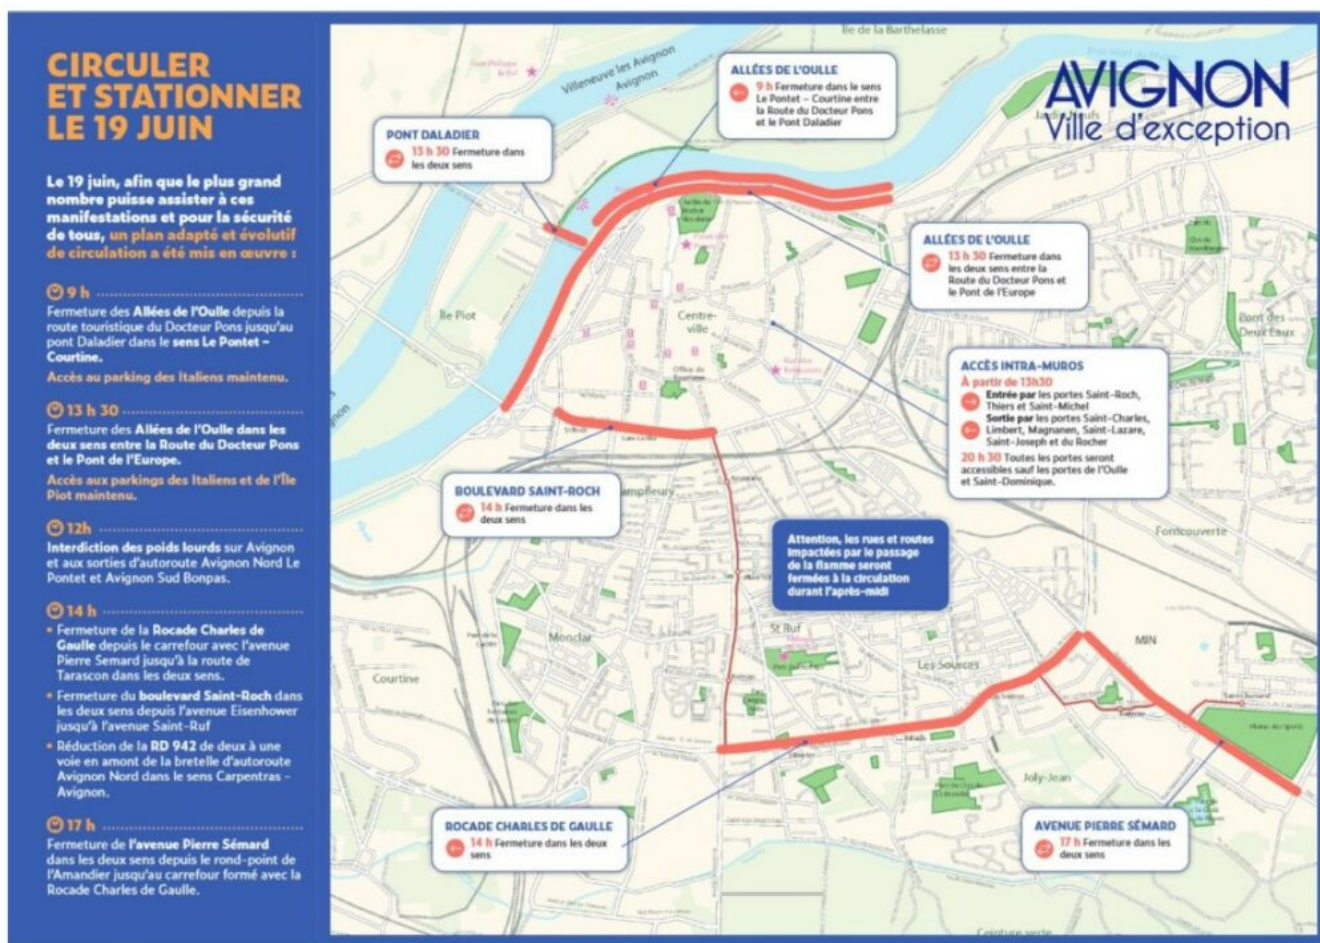 CIRCULER
ET STATIONNER
LE 19 JUIN
Le 19 juin, afin que le plus grand
nombre puisse assister à ces
manifestations et pour la sécurité
de tous, un plan adapté et évolutif
de circulation a été mis en œuvre :
9 h
Fermeture des Allées de l'Oulle depuis la
route touristique du Docteur Pons jusqu'au
pont Daladier dans le sens Le Pontet –
Courtine.
Accès au parking des Italiens maintenu.
13 h 30
Fermeture des Allées de l'Oulle dans les
deux sens entre la Route du Docteur Pons
et le Pont de l'Europe.
Accès aux parkings des Italiens et de l'Île
Piot maintenu.
12h
Interdiction des poids lourds sur Avignon
et aux sorties d'autoroute Avignon Nord Le
Pontet et Avignon Sud Bonpas.
14 h
• Fermeture de la Rocade Charles de
Gaulle depuis le carrefour avec l'avenue
Pierre Semard jusqu'à la route de
Tarascon dans les deux sens.
• Fermeture du boulevard Saint-Roch dans
les deux sens depuis l'avenue Eisenhower
jusqu'à l'avenue Saint-Ruf
• Réduction de la RD 942 de deux à une
voie en amont de la bretelle d'autoroute
Avignon Nord dans le sens Carpentras -
Avignon.
17 h
Fermeture de l'avenue Pierre Sémard
dans les deux sens depuis le rond-point de
l'Amandier jusqu'au carrefour formé avec la
Rocade Charles de Gaulle.
AVIGNON
Ville d'exception
Île de la Barthelasse
Villeneuve les Avignon
Avignon
ALLÉES DE L'OULLE
9 h Fermeture dans le sens
Le Pontet – Courtine entre
la Route du Docteur Pons
et le Pont Daladier
PONT DALADIER
13 h 30 Fermeture dans
les deux sens
ALLÉES DE L'OULLE
13 h 30 Fermeture dans
les deux sens entre la
Route du Docteur Pons et
le Pont de l'Europe
Île Piot
Centre-
ville
Office de
Tourisme
Pont des
Deux Eaux
ACCÈS INTRA-MUROS
À partir de 13h30
Entrée par les portes Saint-Roch,
Thiers et Saint-Michel
Sortie par les portes Saint-Charles,
Limbert, Magnanen, Saint-Lazare,
Saint-Joseph et du Rocher
20 h 30 Toutes les portes seront
accessibles sauf les portes de l'Oulle
et Saint-Dominique.
BOULEVARD SAINT-ROCH
14 h Fermeture dans les
deux sens
Attention, les rues et routes
impactées par le passage
de la flamme seront
fermées à la circulation
durant l'après-midi
Fontcouverte
Monclar
St Ruf
MIN
Les Sources
Courtine
Joly-Jean
ROCADE CHARLES DE GAULLE
14 h Fermeture dans les deux
sens
AVENUE PIERRE SÉMARD
17 h Fermeture dans les
deux sens
Ceinture verte